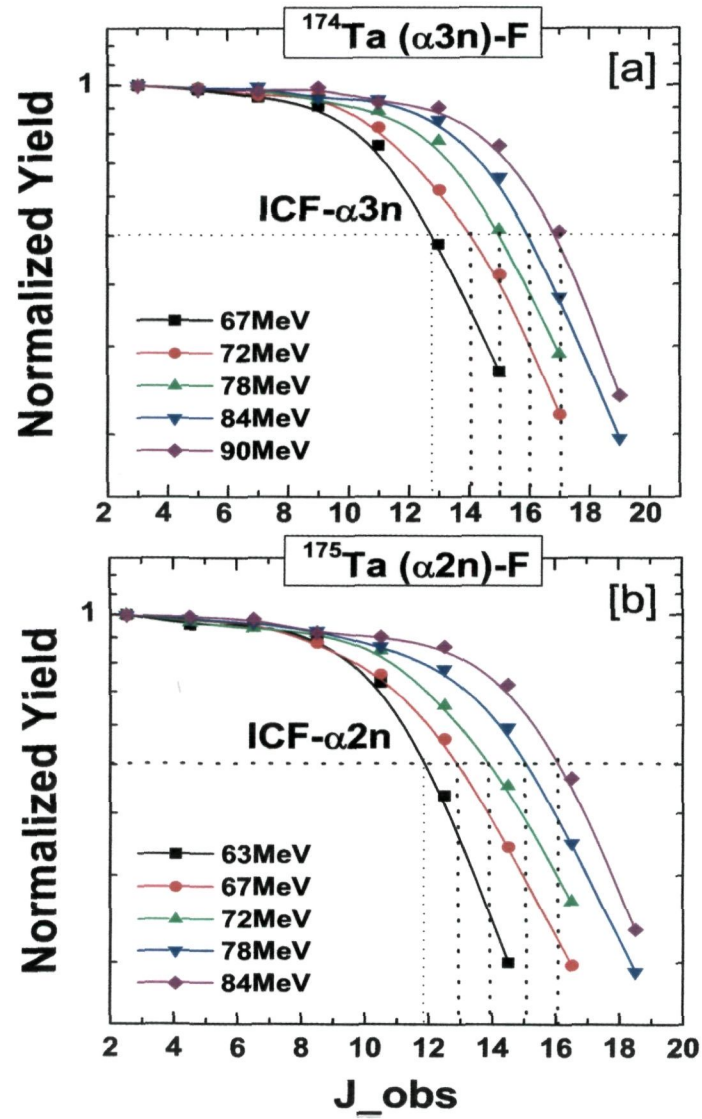 ¹⁷⁴Ta (α3n)-F
[a]
1
Normalized Yield
ICF-α3n
67MeV
72MeV
78MeV
84MeV
90MeV
2 4 6 8 10 12 14 16 18 20
¹⁷⁵Ta (α2n)-F
[b]
1
Normalized Yield
ICF-α2n
63MeV
67MeV
72MeV
78MeV
84MeV
2 4 6 8 10 12 14 16 18 20
J_obs